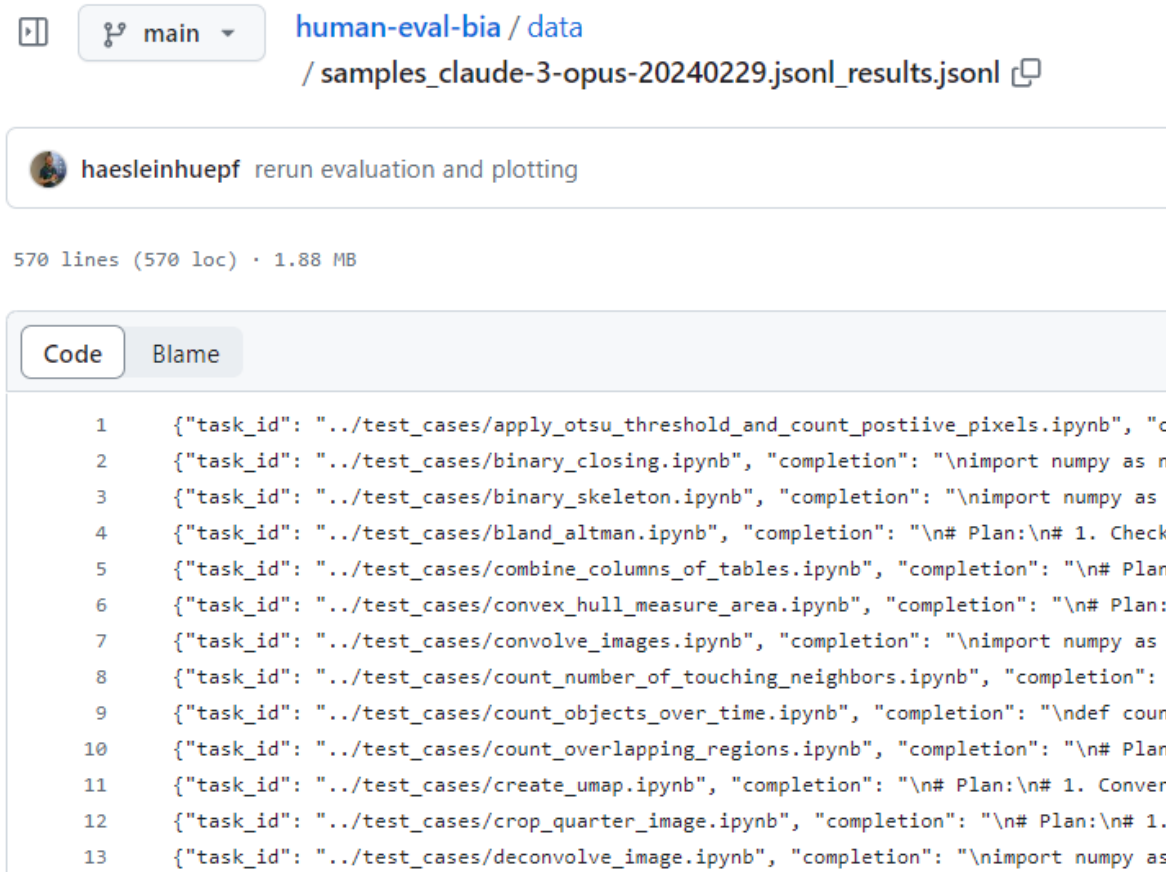 main
human-eval-bia / data
/ samples_claude-3-opus-20240229.jsonl_results.jsonl
haesleinhuepf rerun evaluation and plotting
570 lines (570 loc) · 1.88 MB
Code Blame
1 {"task_id": "../test_cases/apply_otsu_threshold_and_count_postiive_pixels.ipynb", "c
2 {"task_id": "../test_cases/binary_closing.ipynb", "completion": "\nimport numpy as n
3 {"task_id": "../test_cases/binary_skeleton.ipynb", "completion": "\nimport numpy as
4 {"task_id": "../test_cases/bland_altman.ipynb", "completion": "\n# Plan:\n# 1. Check
5 {"task_id": "../test_cases/combine_columns_of_tables.ipynb", "completion": "\n# Plan
6 {"task_id": "../test_cases/convex_hull_measure_area.ipynb", "completion": "\n# Plan:
7 {"task_id": "../test_cases/convolve_images.ipynb", "completion": "\nimport numpy as
8 {"task_id": "../test_cases/count_number_of_touching_neighbors.ipynb", "completion":
9 {"task_id": "../test_cases/count_objects_over_time.ipynb", "completion": "\ndef coun
10 {"task_id": "../test_cases/count_overlapping_regions.ipynb", "completion": "\n# Plan
11 {"task_id": "../test_cases/create_umap.ipynb", "completion": "\n# Plan:\n# 1. Conver
12 {"task_id": "../test_cases/crop_quarter_image.ipynb", "completion": "\n# Plan:\n# 1.
13 {"task_id": "../test_cases/deconvolve_image.ipynb", "completion": "\nimport numpy as